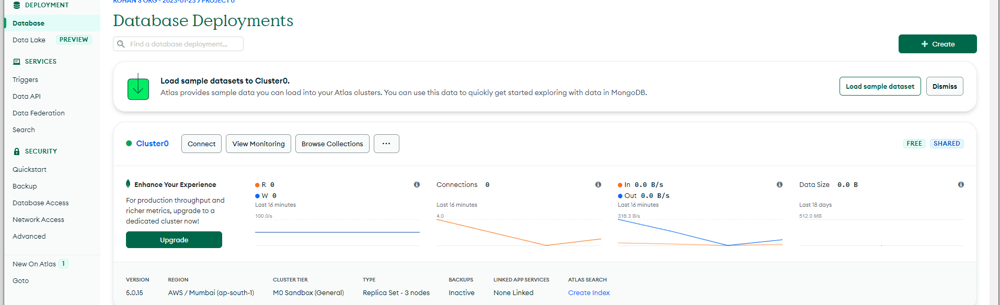 ROHAN'S ORG - 2023-01-23 > PROJECT 0
DEPLOYMENT
Database
Data Lake PREVIEW
SERVICES
Triggers
Data API
Data Federation
Search
SECURITY
Quickstart
Backup
Database Access
Network Access
Advanced
New On Atlas 1
Goto
Database Deployments
Find a database deployment...
+ Create
Load sample datasets to Cluster0.
Atlas provides sample data you can load into your Atlas clusters. You can use this data to quickly get started exploring with data in MongoDB.
Load sample dataset
Dismiss
Cluster0
Connect
View Monitoring
Browse Collections
...
FREE
SHARED
Enhance Your Experience
For production throughput and
richer metrics, upgrade to a
dedicated cluster now!
Upgrade
R 0
W 0
Last 16 minutes
100.0/s
Connections 0
Last 16 minutes
4.0
In 0.0 B/s
Out 0.0 B/s
Last 16 minutes
316.3 B/s
Data Size 0.0 B
Last 18 days
512.0 MB
VERSION
5.0.15
REGION
AWS / Mumbai (ap-south-1)
CLUSTER TIER
M0 Sandbox (General)
TYPE
Replica Set - 3 nodes
BACKUPS
Inactive
LINKED APP SERVICES
None Linked
ATLAS SEARCH
Create Index